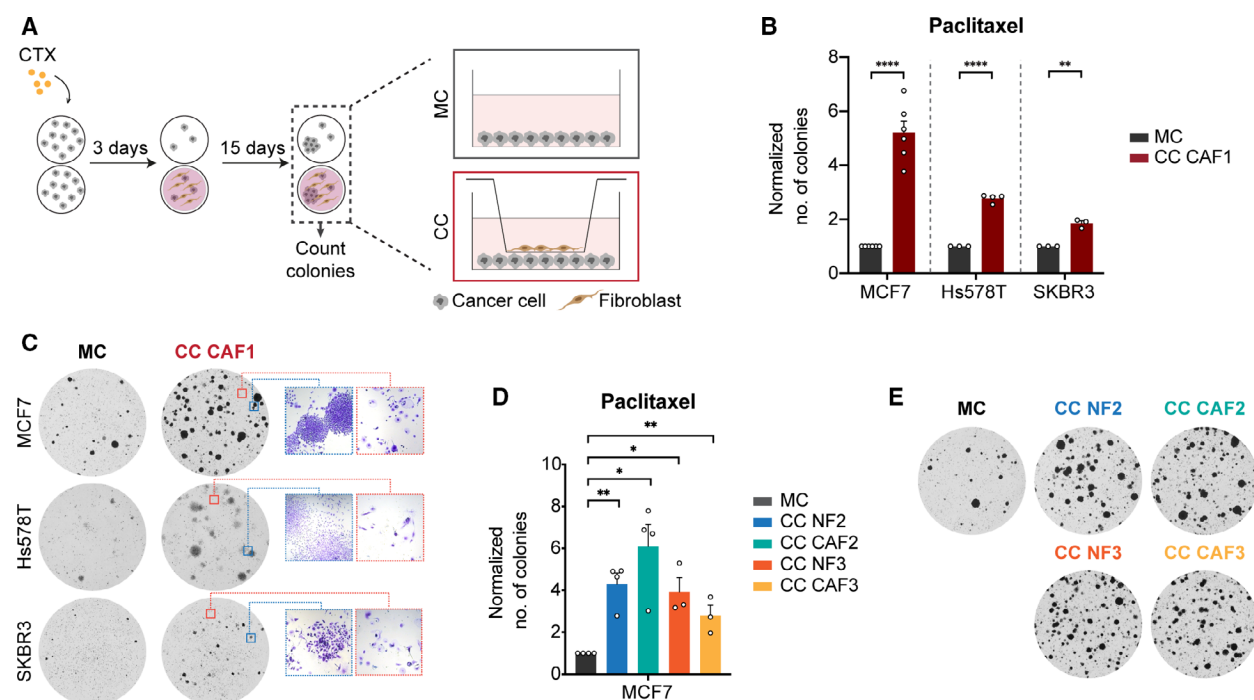 A
CTX
3 days
15 days
Count
colonies
MC
CC
Cancer cell
Fibroblast
B
Paclitaxel
Normalized
no. of colonies
8
6
4
2
0
****
****
**
MCF7
Hs578T
SKBR3
MC
CC CAF1
C
MC
CC CAF1
MCF7
Hs578T
SKBR3
D
Paclitaxel
Normalized
no. of colonies
10
8
6
4
2
0
**
*
*
**
MCF7
MC
CC NF2
CC CAF2
CC NF3
CC CAF3
E
MC
CC NF2
CC CAF2
CC NF3
CC CAF3